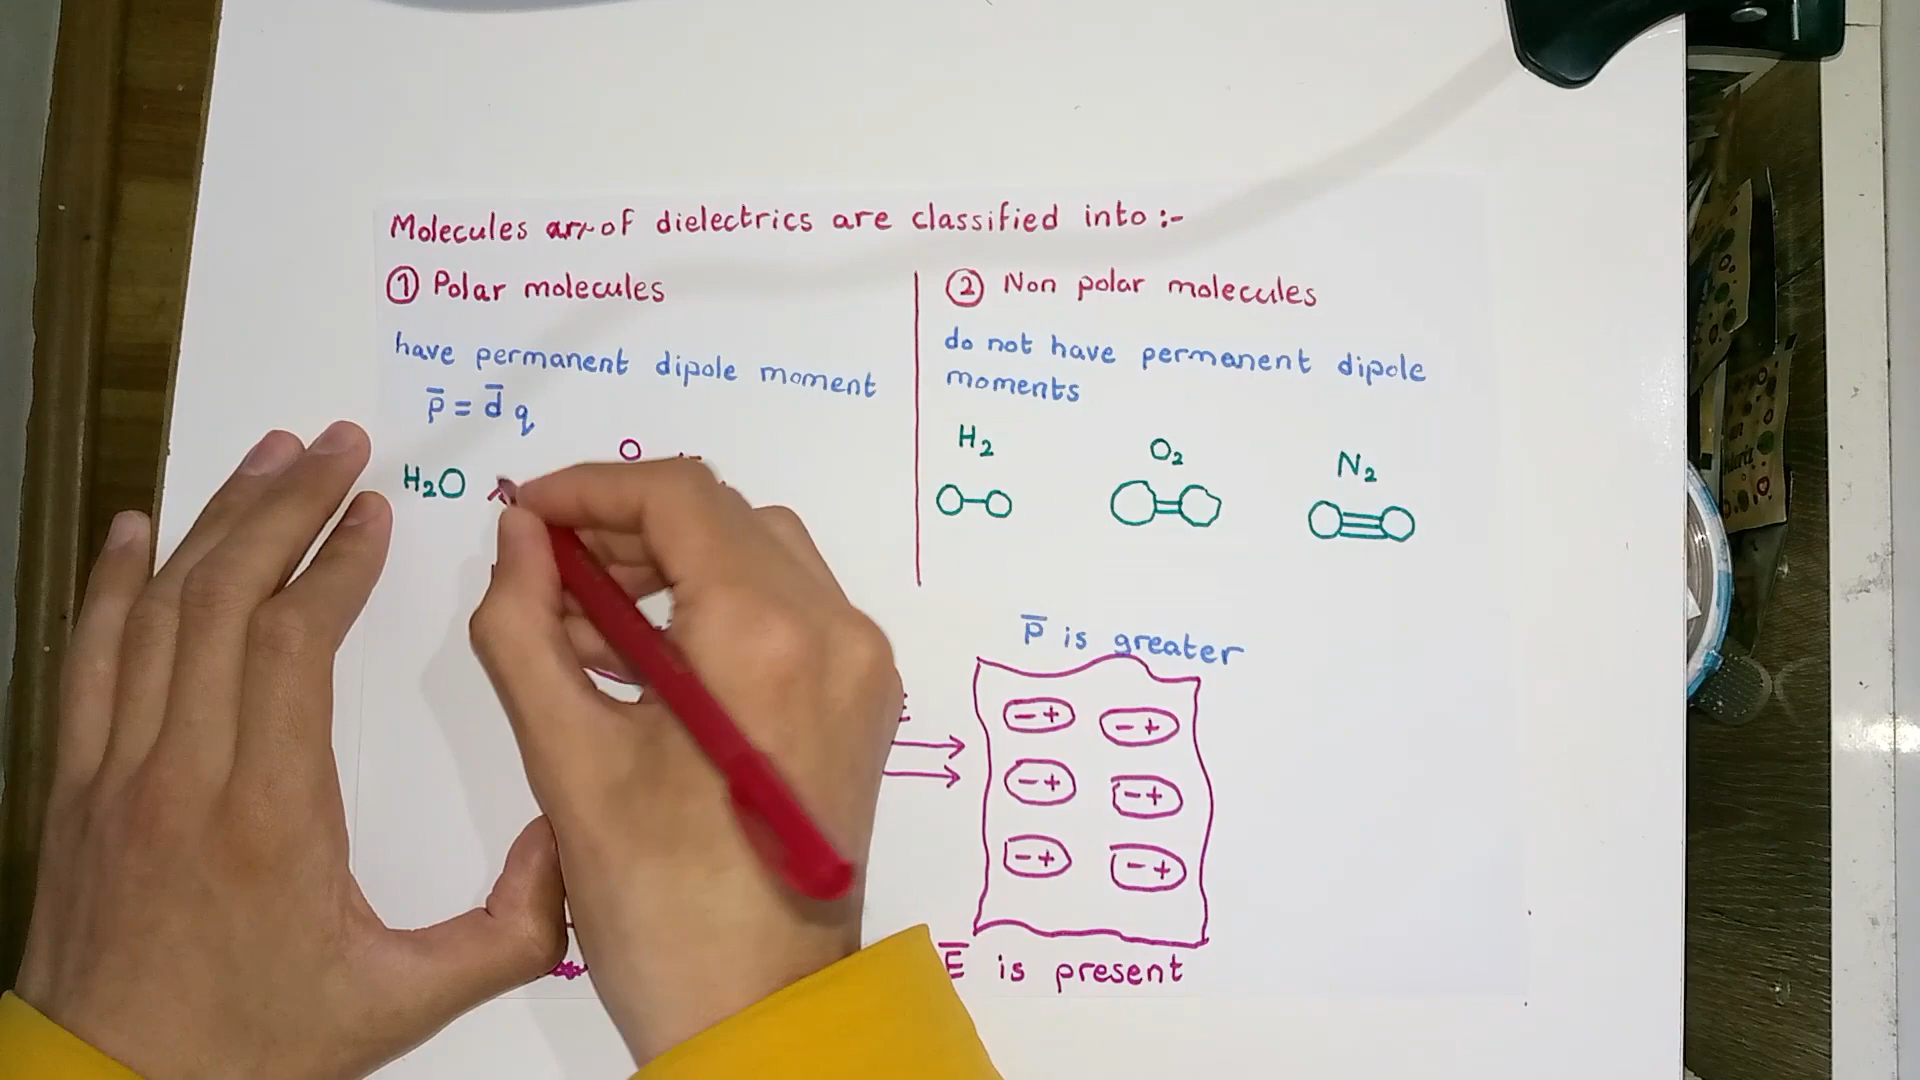 Molecules of dielectrics are classified into :-
① Polar molecules
have permanent dipole moment
p̄ = d̄ q
H₂O
O
② Non polar molecules
do not have permanent dipole
moments
H₂ O₂ N₂
P̄ is greater
- + - +
- + - +
- + - +
Ē is present